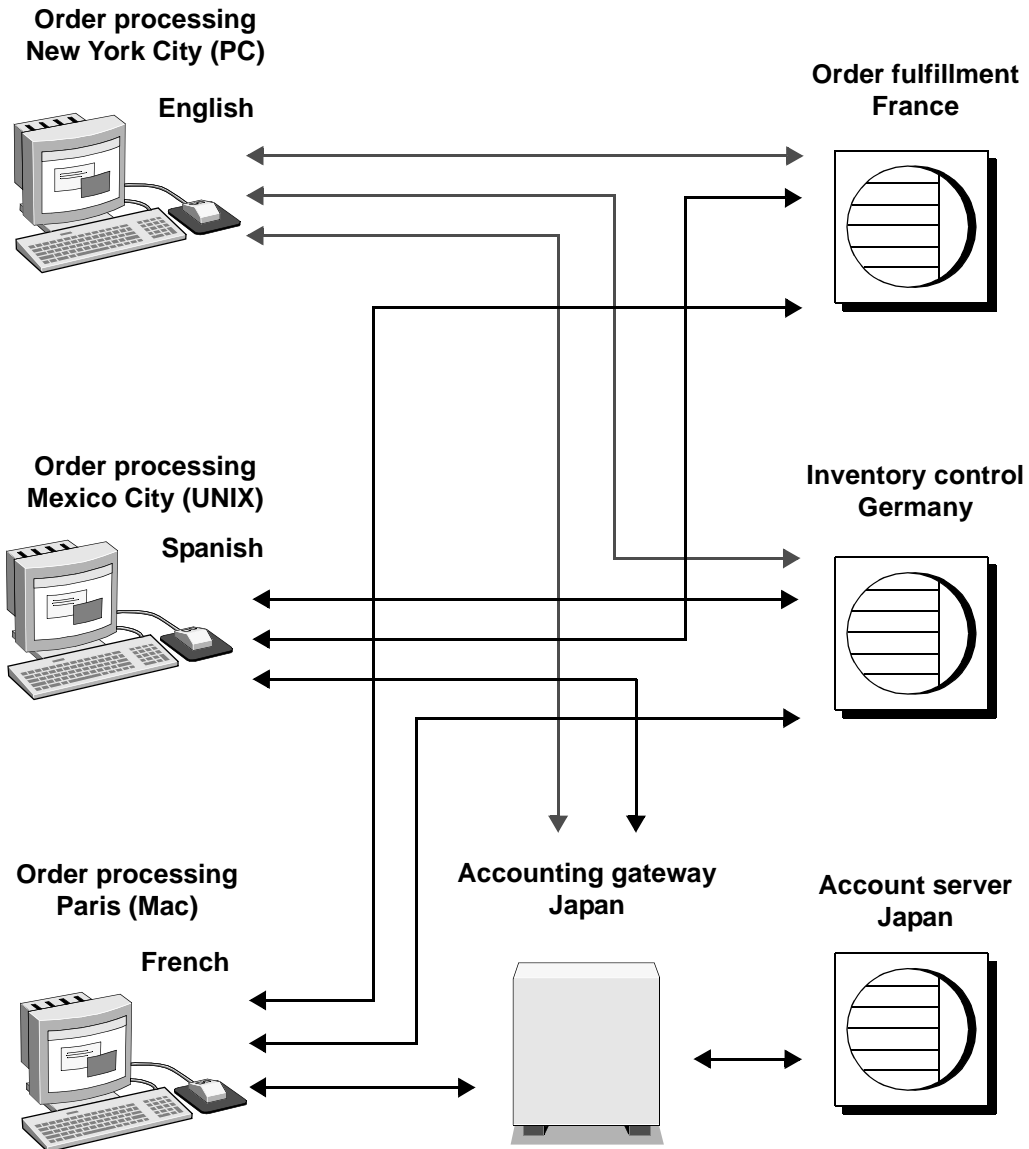 Order processing
New York City (PC)
English
Order fulfillment
France
Order processing
Mexico City (UNIX)
Spanish
Inventory control
Germany
Order processing
Paris (Mac)
French
Accounting gateway
Japan
Account server
Japan